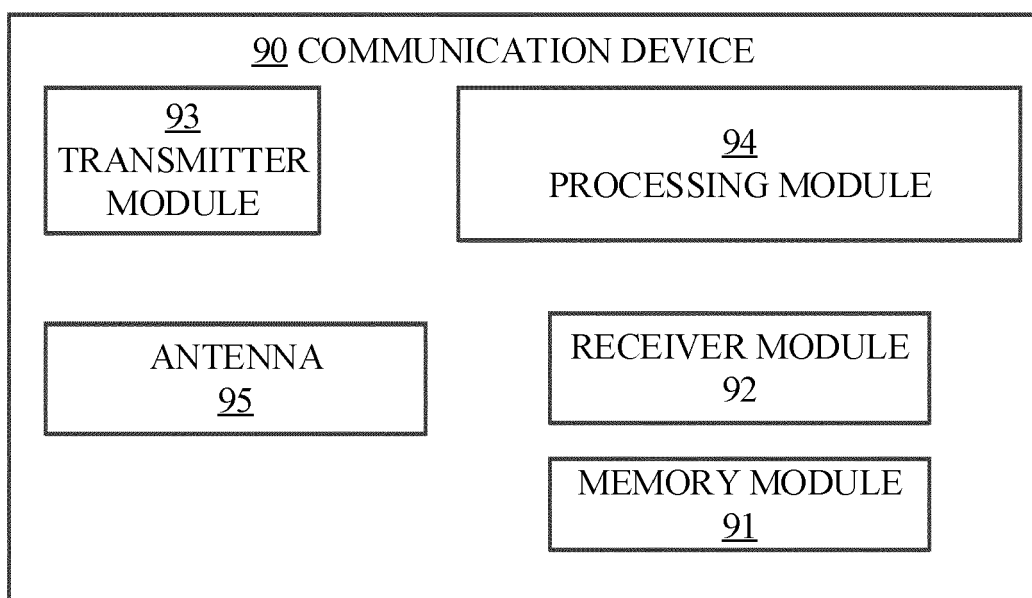 90 COMMUNICATION DEVICE
93
TRANSMITTER
MODULE
94
PROCESSING MODULE
ANTENNA
95
RECEIVER MODULE
92
MEMORY MODULE
91